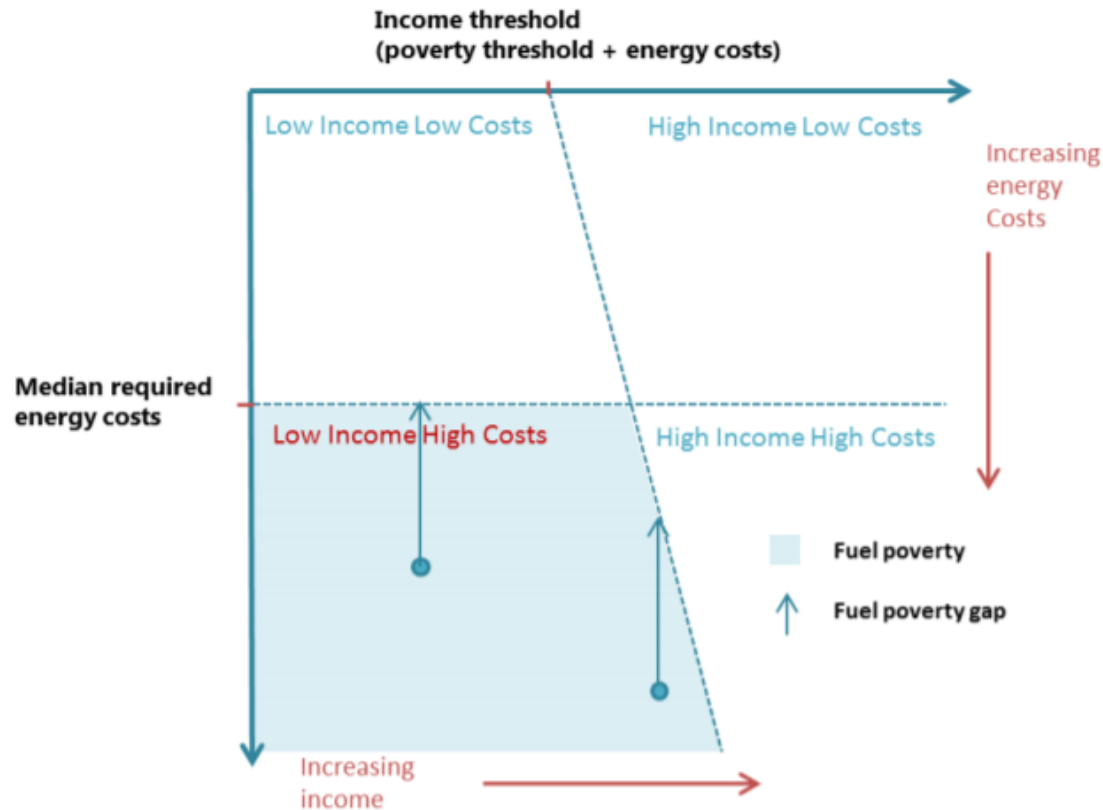 Income threshold
(poverty threshold + energy costs)
Low Income Low Costs
High Income Low Costs
Increasing
energy
Costs
Median required
energy costs
Low Income High Costs
High Income High Costs
Fuel poverty
Fuel poverty gap
Increasing
income